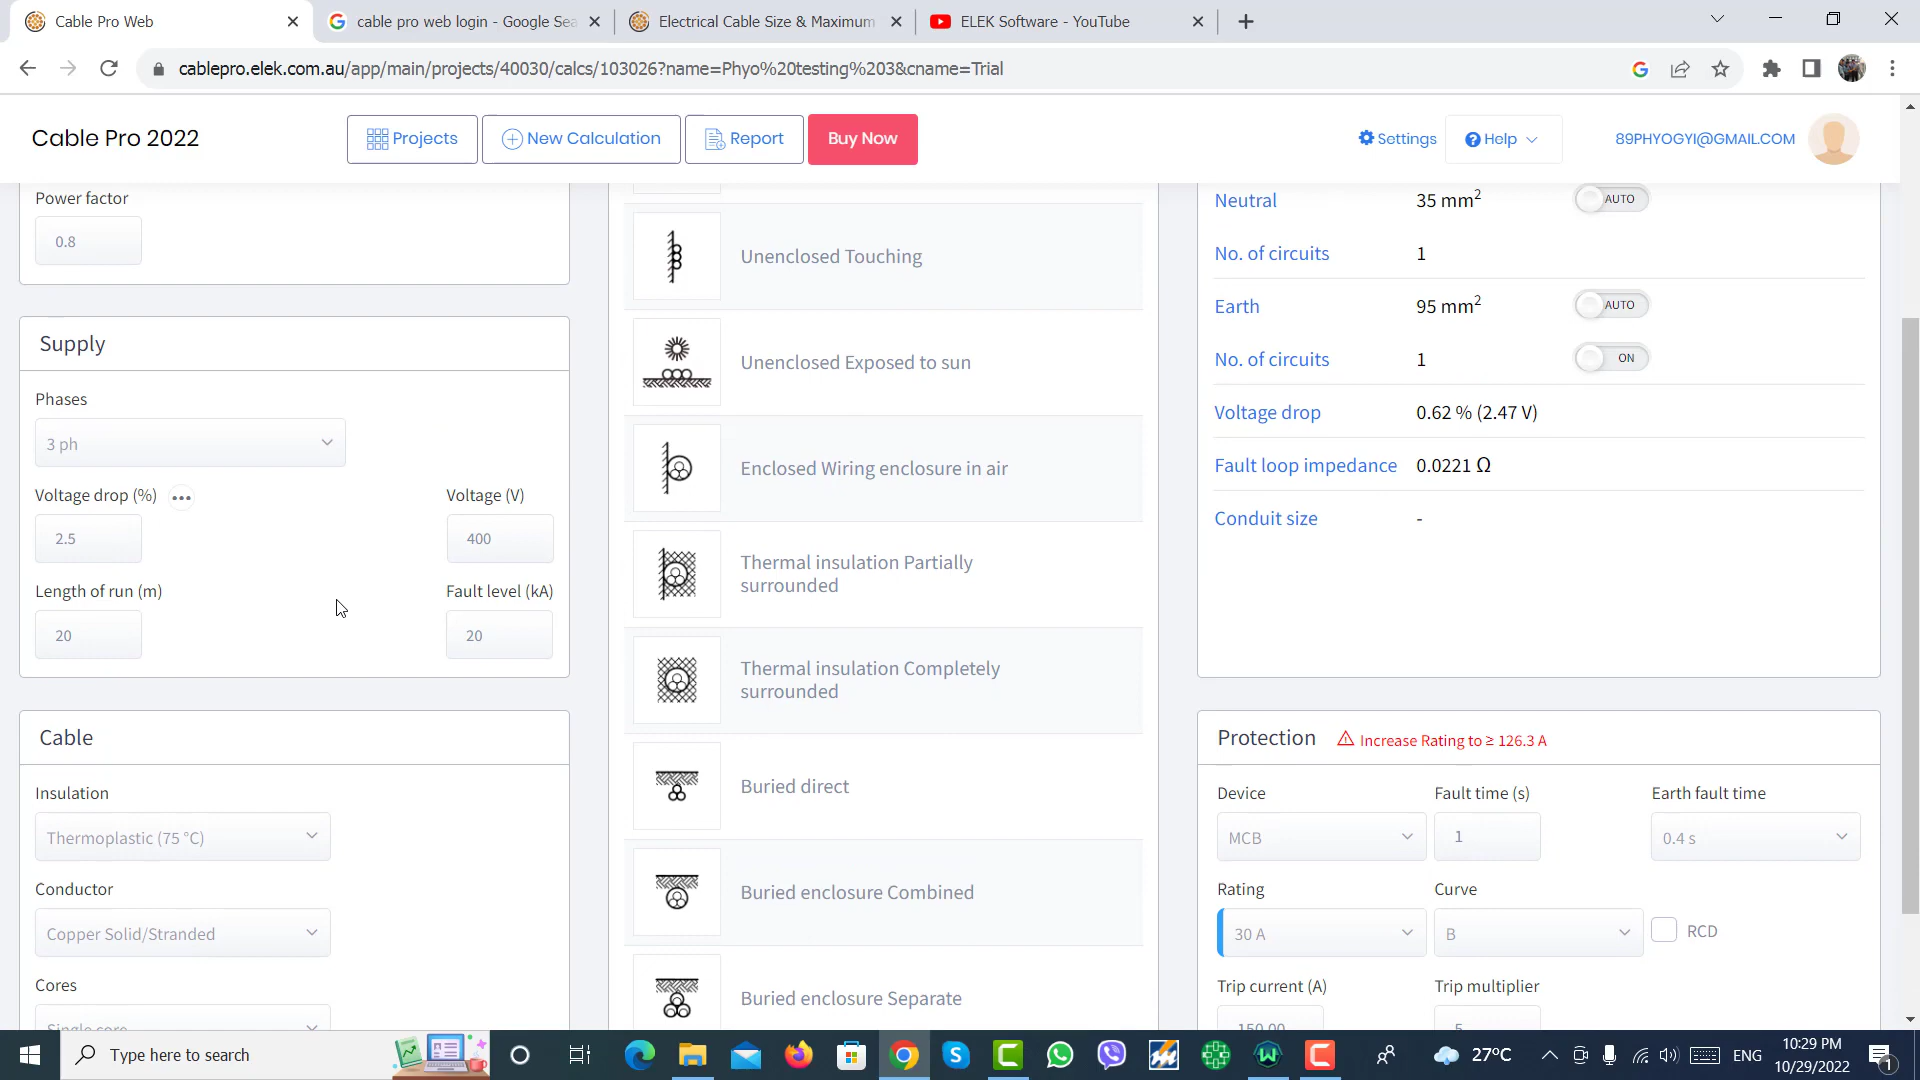 Cable Pro Web
cable pro web login - Google Sea
Electrical Cable Size & Maximum
ELEK Software - YouTube
cablepro.elek.com.au/app/main/projects/40030/calcs/103026?name=Phyo%20testing%203&cname=Trial
Cable Pro 2022
Projects
New Calculation
Report
Buy Now
Settings
Help
89PHYOGYI@GMAIL.COM
Power factor
0.8
Supply
Phases
3 ph
Voltage drop (%)
Voltage (V)
2.5
400
Length of run (m)
Fault level (kA)
20
20
Cable
Insulation
Thermoplastic (75 °C)
Conductor
Copper Solid/Stranded
Cores
Single core
Unenclosed Touching
Unenclosed Exposed to sun
Enclosed Wiring enclosure in air
Thermal insulation Partially
surrounded
Thermal insulation Completely
surrounded
Buried direct
Buried enclosure Combined
Buried enclosure Separate
Neutral 35 mm² AUTO
No. of circuits 1
Earth 95 mm² AUTO
No. of circuits 1 ON
Voltage drop 0.62 % (2.47 V)
Fault loop impedance 0.0221 Ω
Conduit size -
Protection Increase Rating to ≥ 126.3 A
Device
Fault time (s)
Earth fault time
MCB
1
0.4 s
Rating
Curve
30 A
B
RCD
Trip current (A)
Trip multiplier
150.00
5
Type here to search
27°C
ENG
10:29 PM
10/29/2022
1